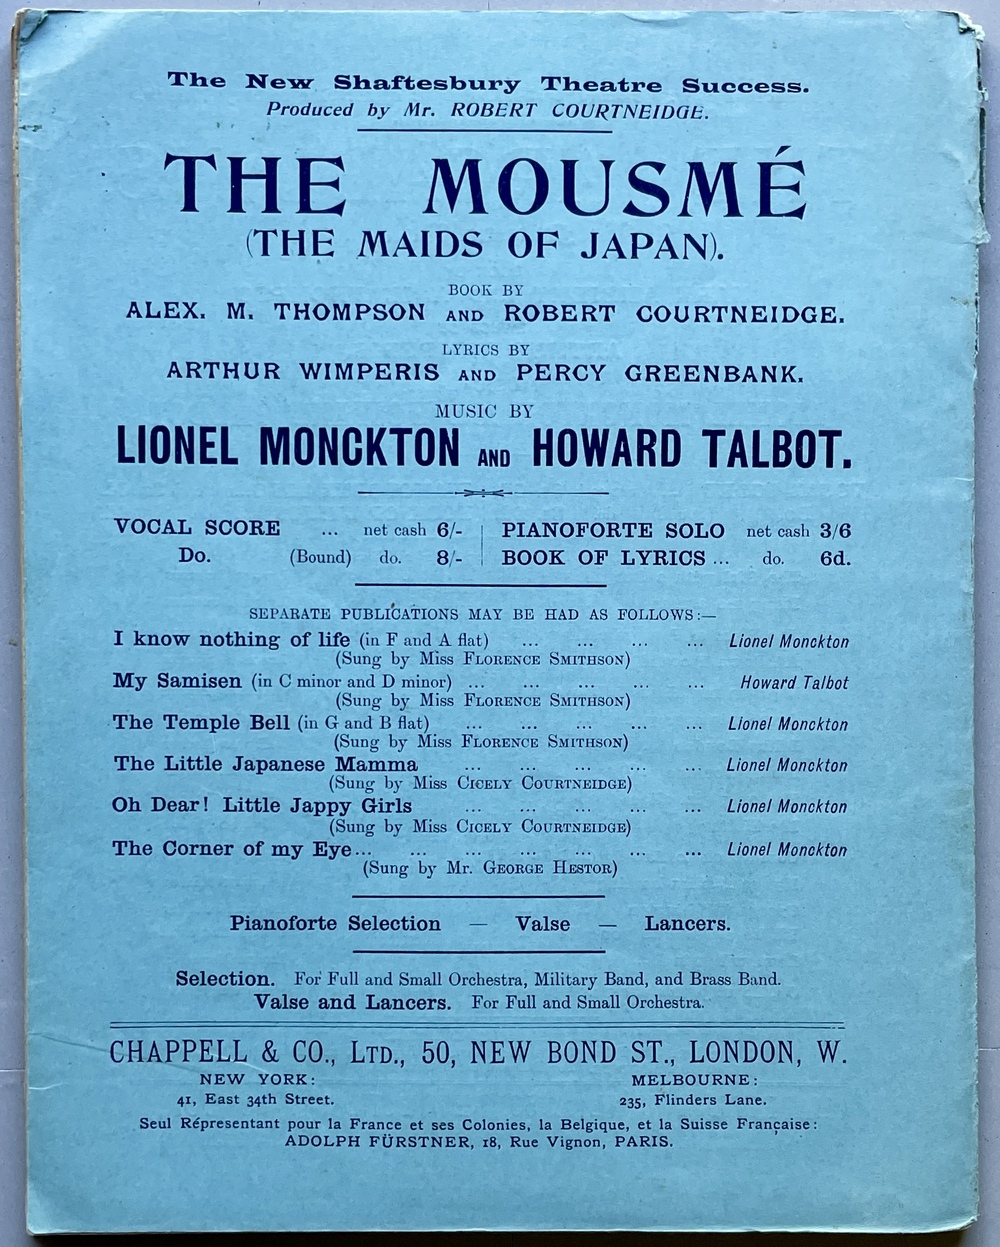 The New Shaftesbury Theatre Success.
Produced by Mr. ROBERT COURTNEIDGE.
THE MOUSMÉ
(THE MAIDS OF JAPAN).
BOOK BY
ALEX. M. THOMPSON AND ROBERT COURTNEIDGE.
LYRICS BY
ARTHUR WIMPERIS AND PERCY GREENBANK.
MUSIC BY
LIONEL MONCKTON AND HOWARD TALBOT.
VOCAL SCORE ... net cash 6/- PIANOFORTE SOLO net cash 3/6
Do. (Bound) do. 8/- BOOK OF LYRICS ... do. 6d.
SEPARATE PUBLICATIONS MAY BE HAD AS FOLLOWS:—
I know nothing of life (in F and A flat) ... ... ... ... Lionel Monckton
(Sung by Miss FLORENCE SMITHSON)
My Samisen (in C minor and D minor) ... ... ... ... ... Howard Talbot
(Sung by Miss FLORENCE SMITHSON)
The Temple Bell (in G and B flat) ... ... ... ... ... Lionel Monckton
(Sung by Miss FLORENCE SMITHSON)
The Little Japanese Mamma ... ... ... ... ... Lionel Monckton
(Sung by Miss CICELY COURTNEIDGE)
Oh Dear! Little Jappy Girls ... ... ... ... ... Lionel Monckton
(Sung by Miss CICELY COURTNEIDGE)
The Corner of my Eye... ... ... ... ... ... ... Lionel Monckton
(Sung by Mr. GEORGE HESTOR)
Pianoforte Selection — Valse — Lancers.
Selection. For Full and Small Orchestra, Military Band, and Brass Band.
Valse and Lancers. For Full and Small Orchestra.
CHAPPELL & CO., LTD., 50, NEW BOND ST., LONDON, W.
NEW YORK: MELBOURNE:
41, East 34th Street. 235, Flinders Lane.
Seul Répresentant pour la France et ses Colonies, la Belgique, et la Suisse Française:
ADOLPH FÜRSTNER, 18, Rue Vignon, PARIS.